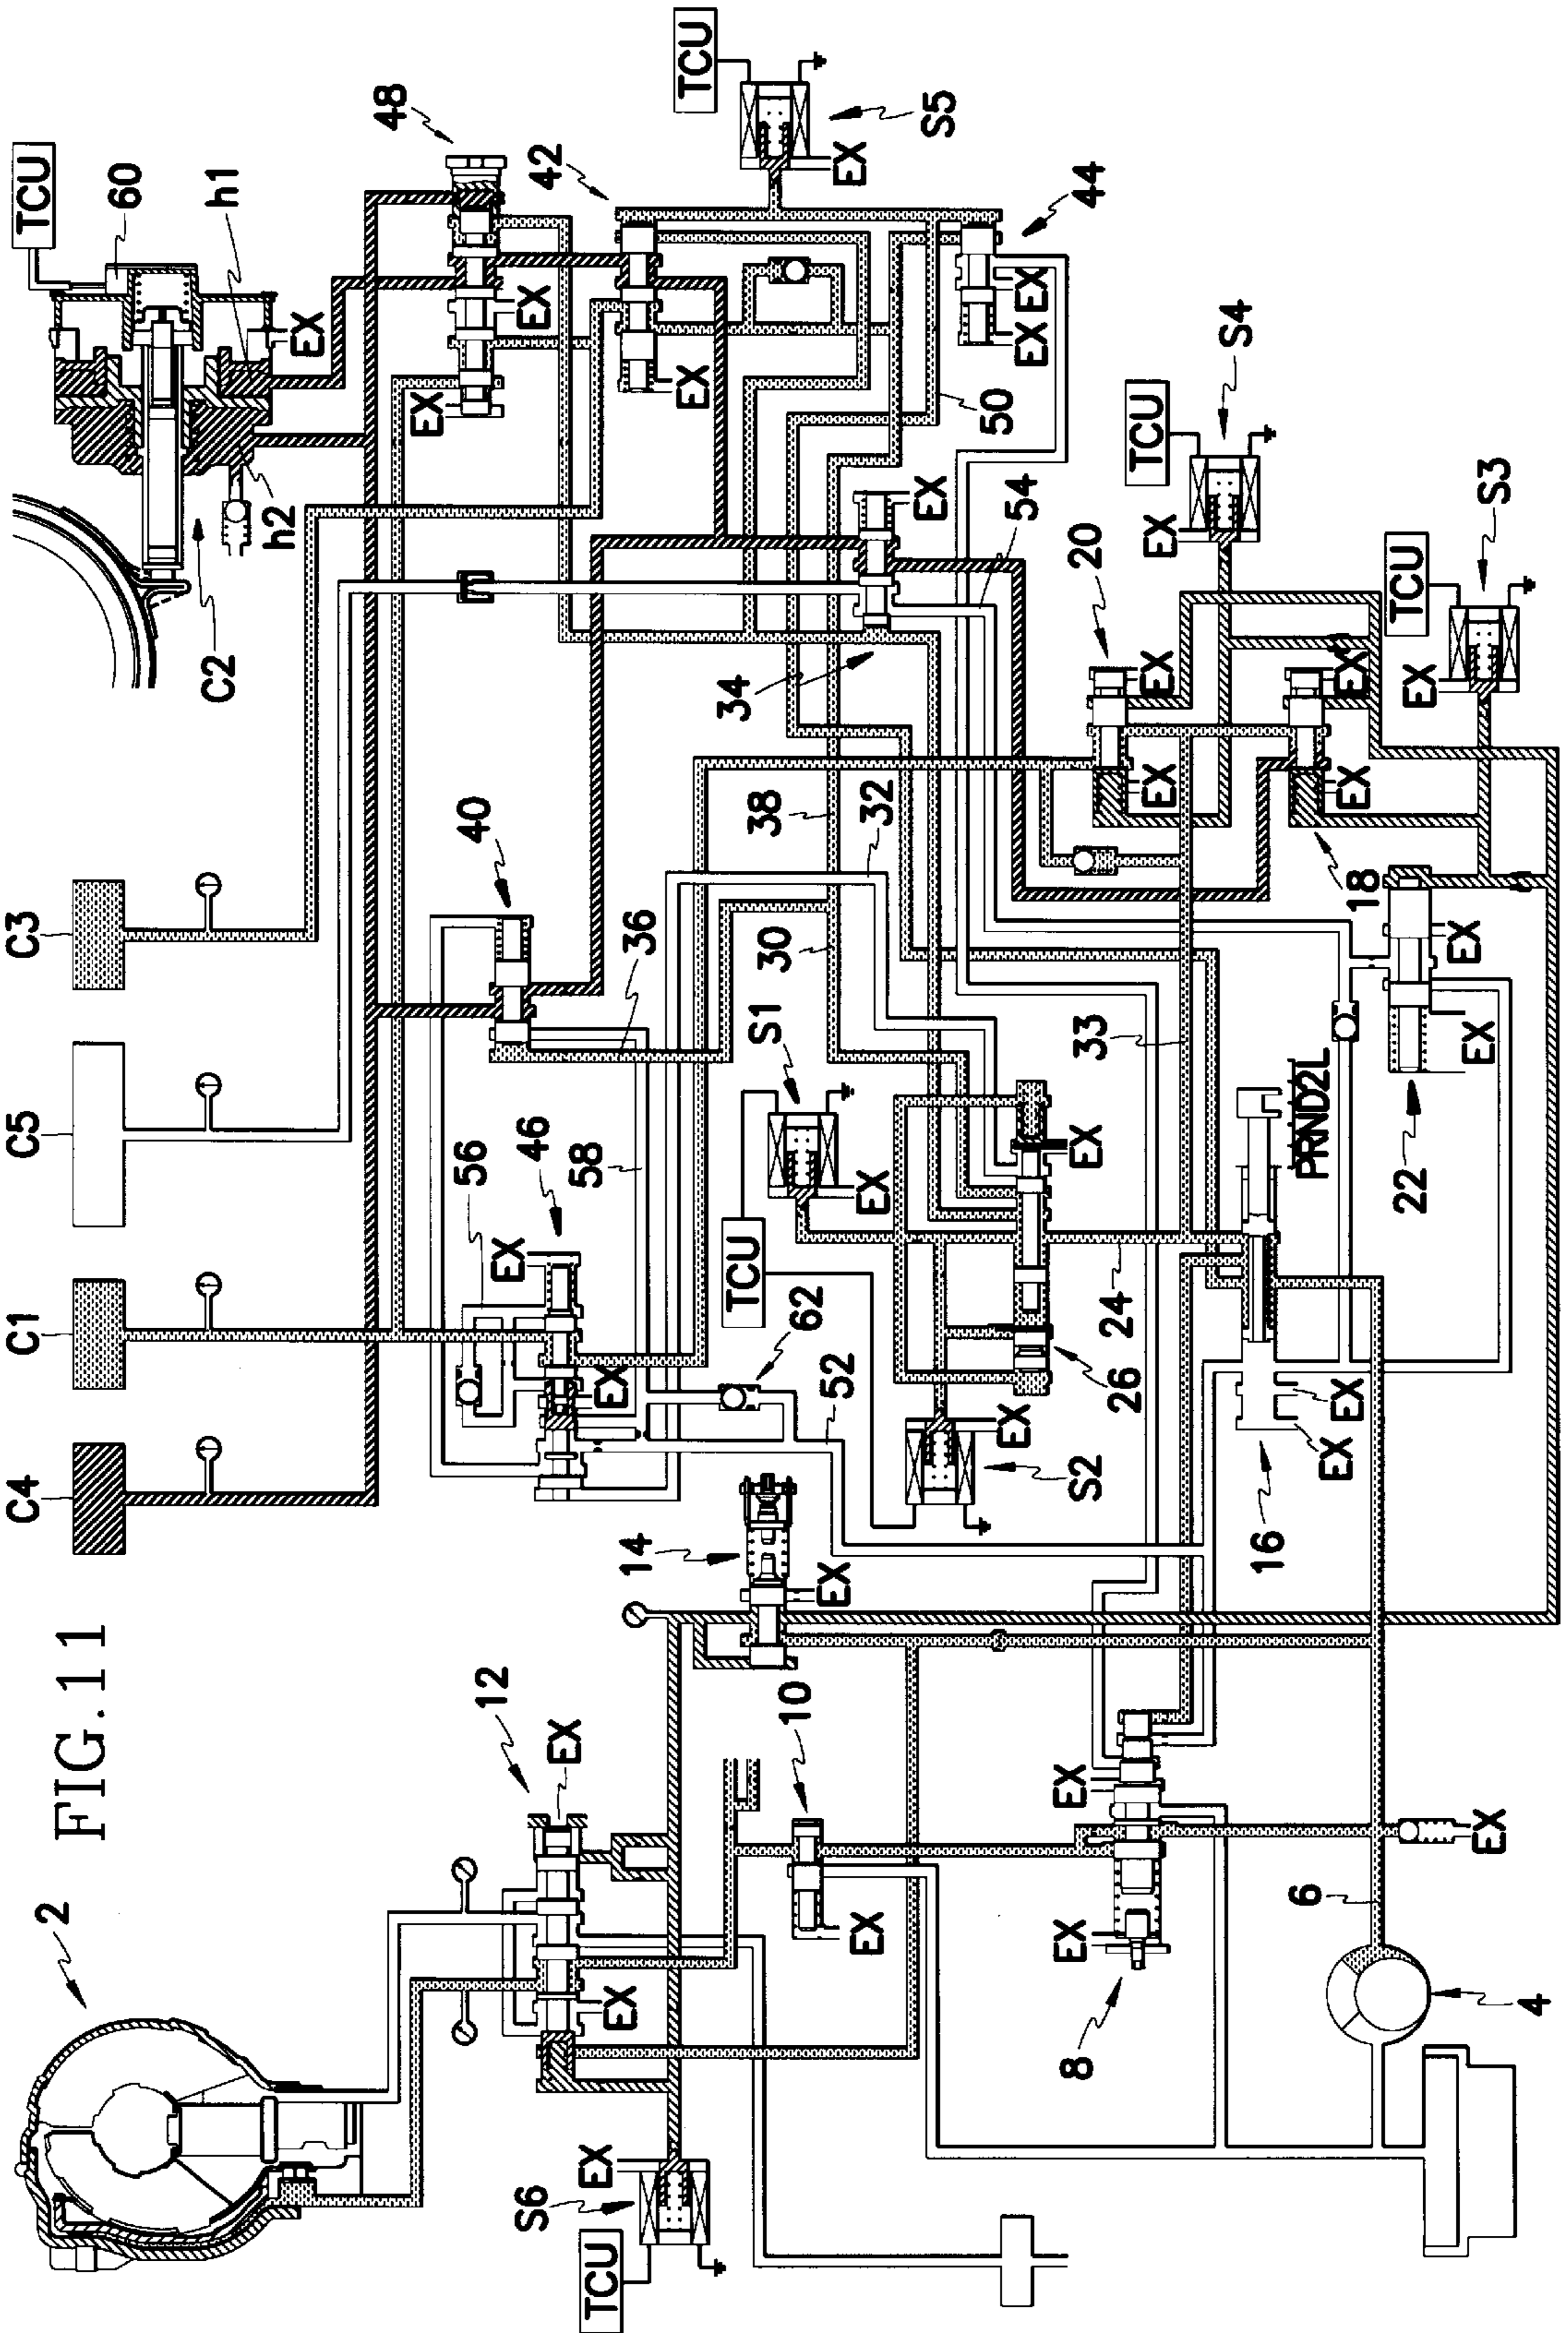 FIG. 11
2
C4
C1
C5
C3
TCU
60
h1
EX
h2
C2
48
EX
EX
42
TCU
S5
EX
44
EX
EX
EX
50
12
EX
EX
56
46
EX
EX
58
40
36
TCU
S6
EX
14
EX
10
EX
62
52
TCU
S1
EX
30
38
32
34
EX
54
S2
EX
26
EX
24
33
20
EX
EX
TCU
S4
EX
8
EX
EX
16
EX
EX
PRND2L
18
EX
EX
TCU
S3
EX
22
EX
EX
4
6
EX